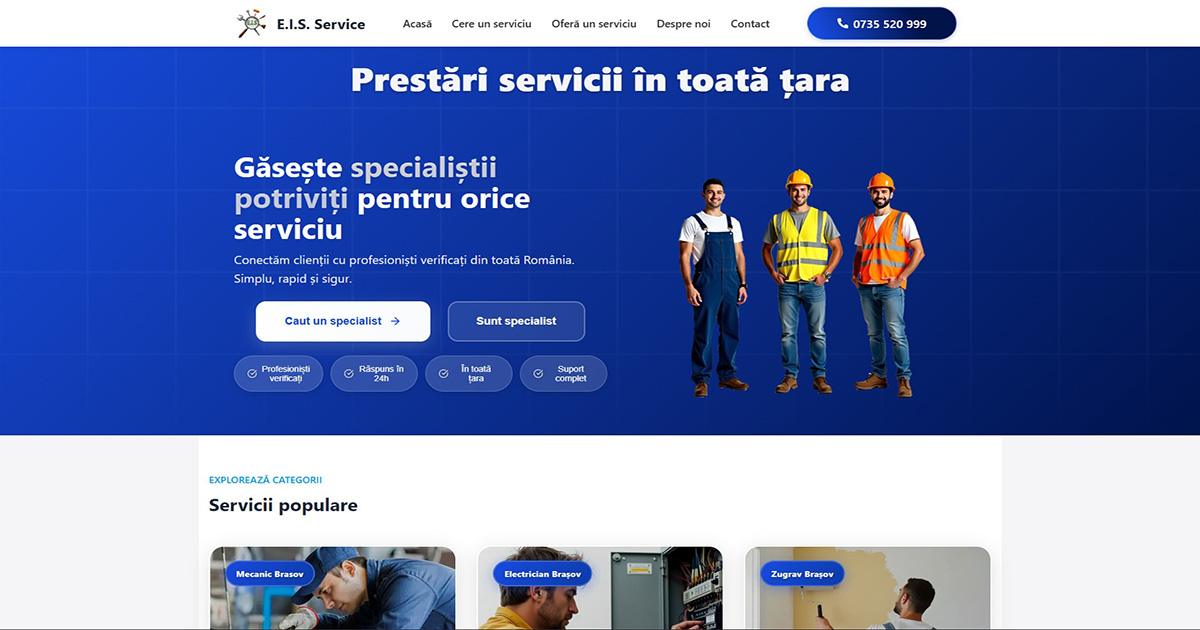 E.I.S.
E.I.S. Service
Acasă
Cere un serviciu
Oferă un serviciu
Despre noi
Contact
0735 520 999
Prestări servicii în toată țara
Găsește specialiștii
potriviți pentru orice
serviciu
Conectăm clienții cu profesioniști verificați din toată România.
Simplu, rapid și sigur.
Caut un specialist →
Sunt specialist
Profesioniști
verificați
Răspuns în
24h
În toată
țara
Suport
complet
EXPLOREAZĂ CATEGORII
Servicii populare
Mecanic Brasov
Electrician Brașov
Zugrav Brașov